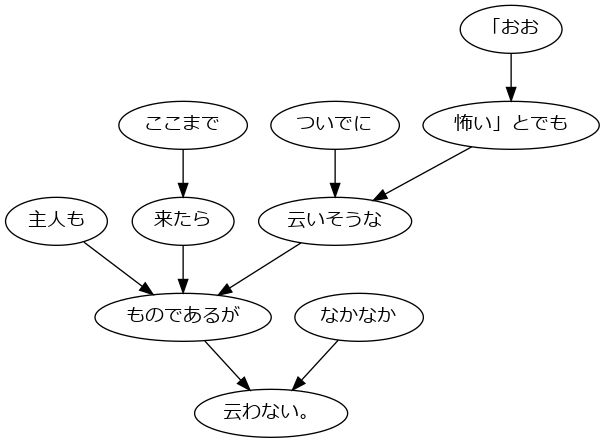 「おお
ここまで
ついでに
怖い」とでも
主人も
来たら
云いそうな
ものであるが
なかなか
云わない。